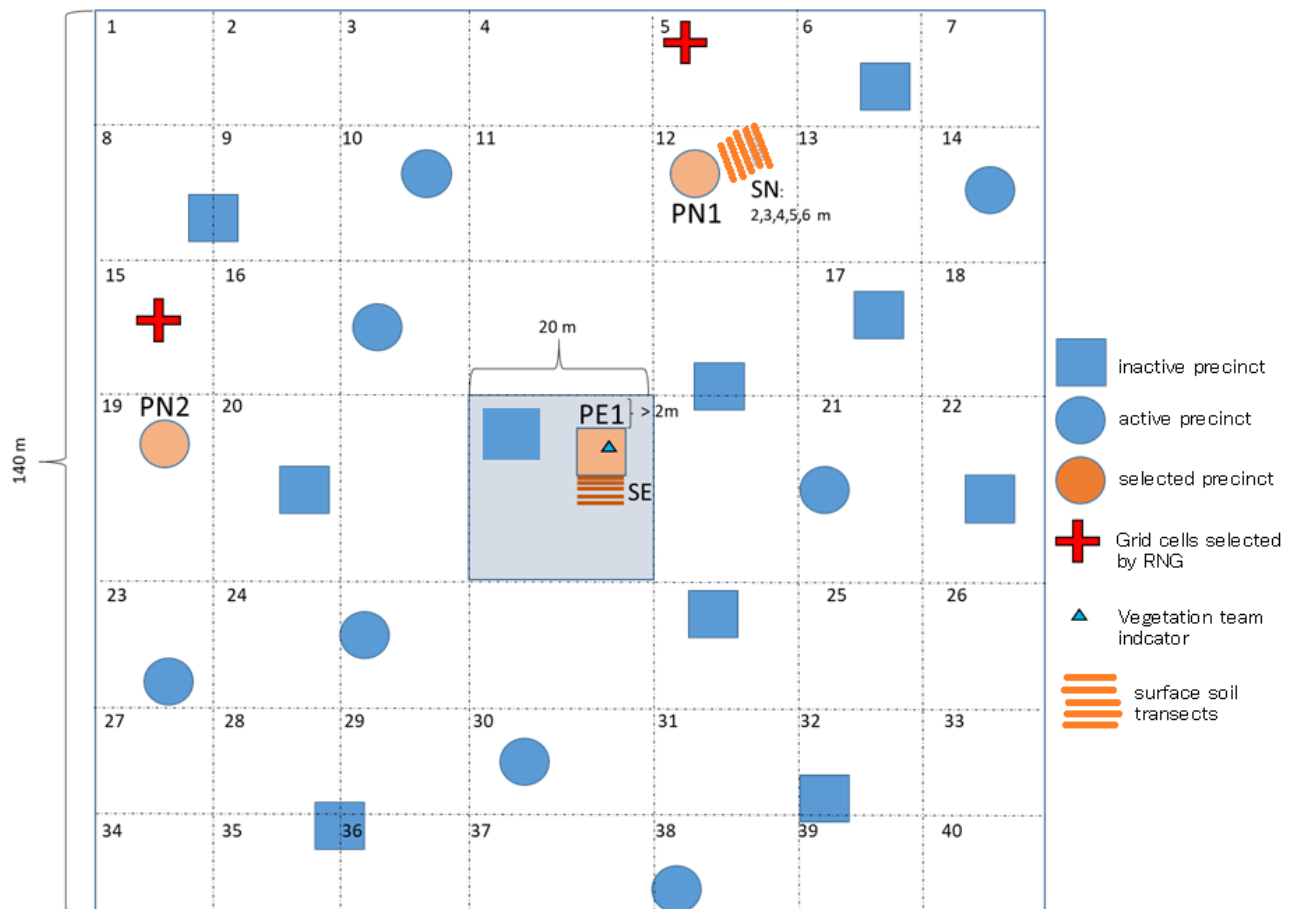 1 2 3 4 5 6 7
8 9 10 11 12 13 14
SN:
PN1 2,3,4,5,6 m
15 16 17 18
20 m
140 m
19 PN2 20 PE1 > 2m 21 22
SE
23 24 25 26
27 28 29 30 31 32 33
34 35 36 37 38 39 40
inactive precinct
active precinct
selected precinct
Grid cells selected
by RNG
Vegetation team
indcator
surface soil
transects